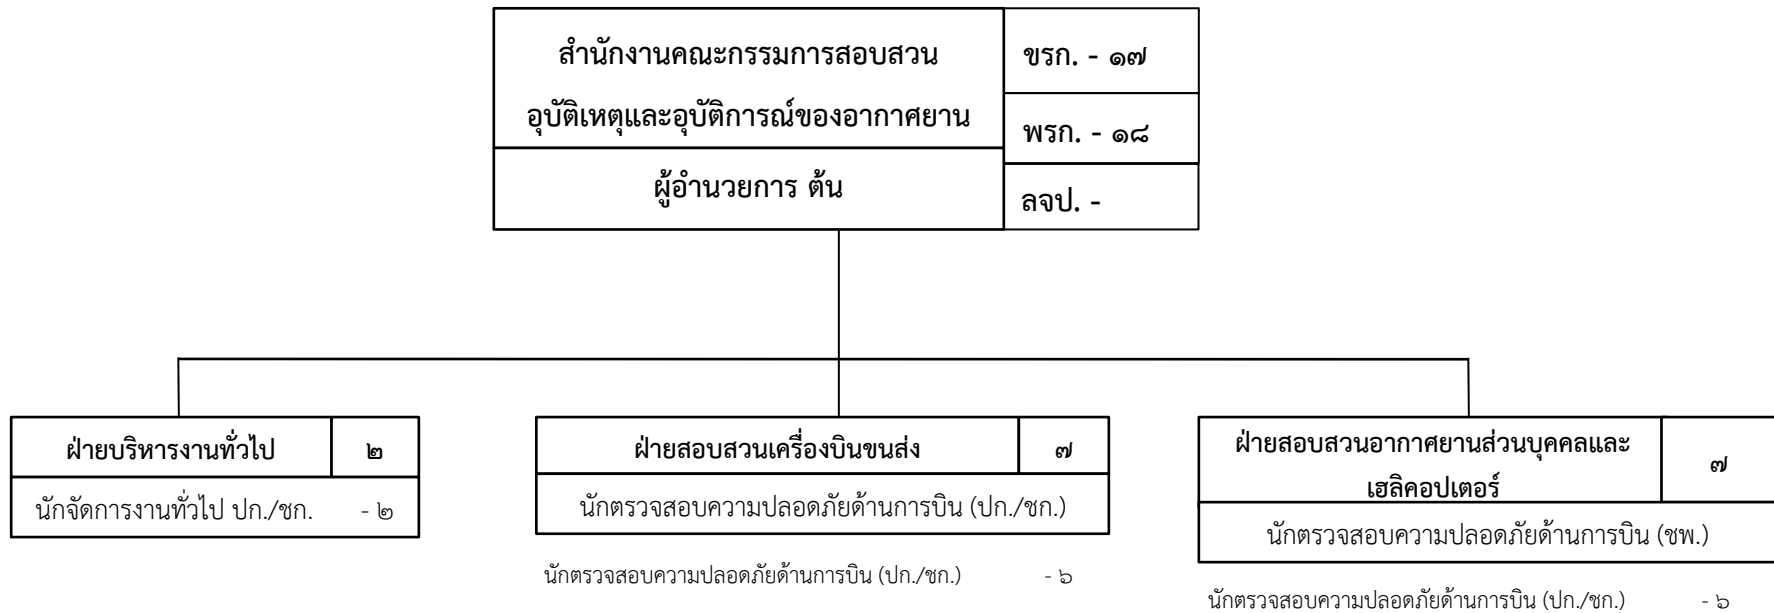 สำนักงานคณะกรรมการสอบสวน
อุบัติเหตุและอุบัติการณ์ของอากาศยาน
ผู้อำนวยการ ต้น
ขรก. - ๑๗
พรก. - ๑๘
ลจป. -
ฝ่ายบริหารงานทั่วไป ๒
นักจัดการงานทั่วไป ปก./ชก. - ๒
ฝ่ายสอบสวนเครื่องบินขนส่ง ๗
นักตรวจสอบความปลอดภัยด้านการบิน (ปก./ชก.)
นักตรวจสอบความปลอดภัยด้านการบิน (ปก./ชก.) - ๖
ฝ่ายสอบสวนอากาศยานส่วนบุคคลและ
เฮลิคอปเตอร์ ๗
นักตรวจสอบความปลอดภัยด้านการบิน (ชพ.)
นักตรวจสอบความปลอดภัยด้านการบิน (ปก./ชก.) - ๖